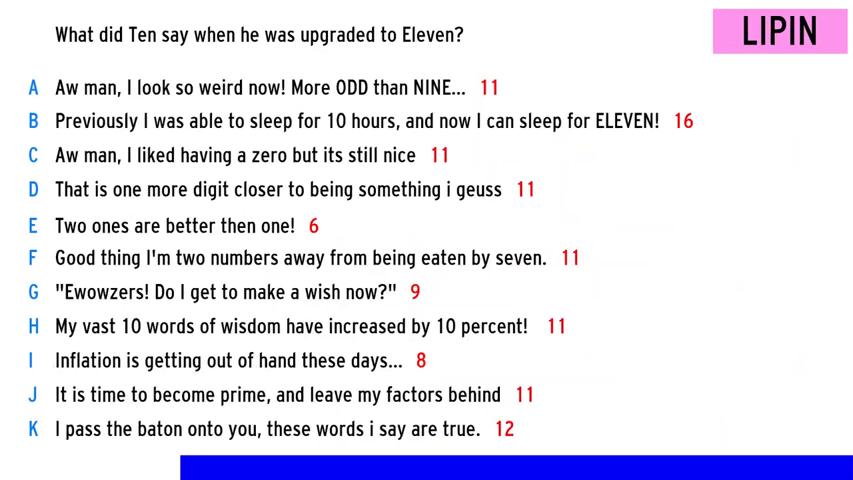 What did Ten say when he was upgraded to Eleven?
LIPIN
A Aw man, I look so weird now! More ODD than NINE... 11
B Previously I was able to sleep for 10 hours, and now I can sleep for ELEVEN! 16
C Aw man, I liked having a zero but its still nice 11
D That is one more digit closer to being something i geuss 11
E Two ones are better then one! 6
F Good thing I'm two numbers away from being eaten by seven. 11
G "Ewowzers! Do I get to make a wish now?" 9
H My vast 10 words of wisdom have increased by 10 percent! 11
I Inflation is getting out of hand these days... 8
J It is time to become prime, and leave my factors behind 11
K I pass the baton onto you, these words i say are true. 12